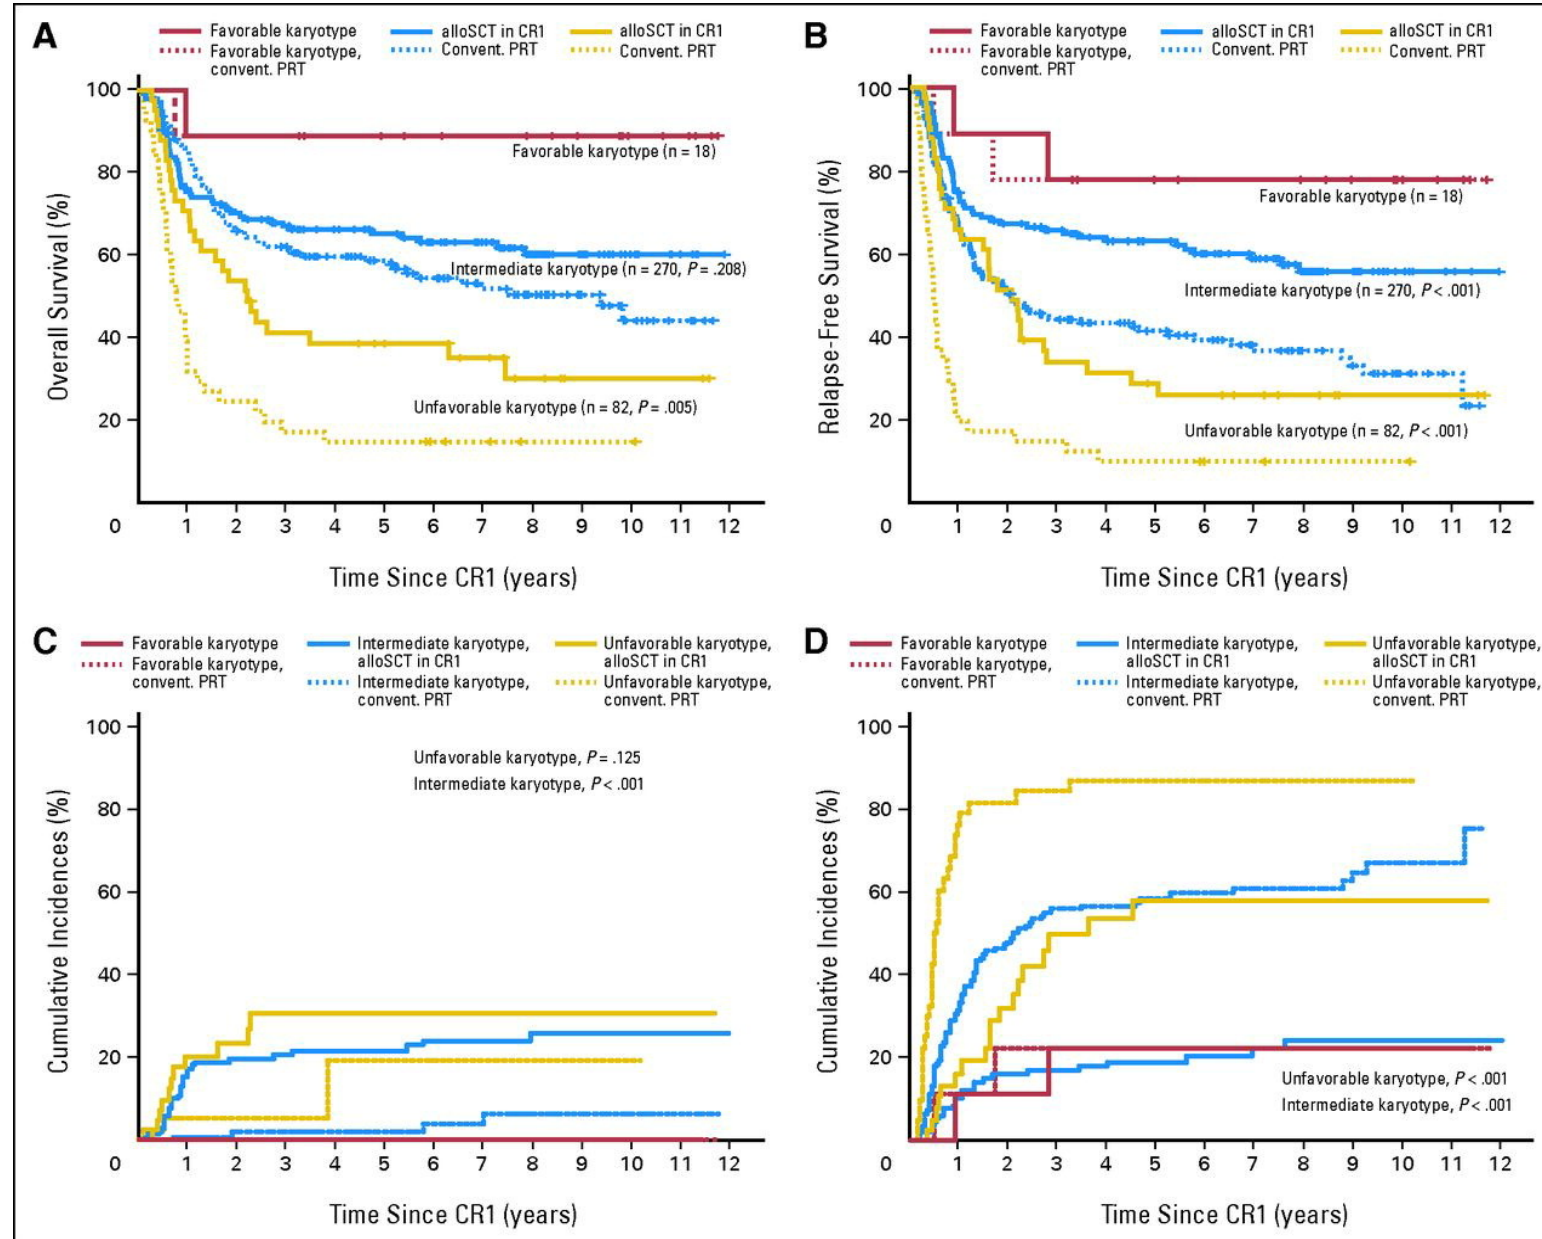 A
Favorable karyotype
Favorable karyotype,
convent. PRT
alloSCT in CR1
Convent. PRT
alloSCT in CR1
Convent. PRT
Overall Survival (%)
100
80
60
40
20
0
Favorable karyotype (n = 18)
Intermediate karyotype (n = 270, P = .208)
Unfavorable karyotype (n = 82, P = .005)
1 2 3 4 5 6 7 8 9 10 11 12
Time Since CR1 (years)
B
Favorable karyotype
Favorable karyotype,
convent. PRT
alloSCT in CR1
Convent. PRT
alloSCT in CR1
Convent. PRT
Relapse-Free Survival (%)
100
80
60
40
20
0
Favorable karyotype (n = 18)
Intermediate karyotype (n = 270, P < .001)
Unfavorable karyotype (n = 82, P < .001)
1 2 3 4 5 6 7 8 9 10 11 12
Time Since CR1 (years)
C
Favorable karyotype
Favorable karyotype,
convent. PRT
Intermediate karyotype,
alloSCT in CR1
Intermediate karyotype,
convent. PRT
Unfavorable karyotype,
alloSCT in CR1
Unfavorable karyotype,
convent. PRT
Cumulative Incidences (%)
100
80
60
40
20
0
Unfavorable karyotype, P = .125
Intermediate karyotype, P < .001
1 2 3 4 5 6 7 8 9 10 11 12
Time Since CR1 (years)
D
Favorable karyotype
Favorable karyotype,
convent. PRT
Intermediate karyotype,
alloSCT in CR1
Intermediate karyotype,
convent. PRT
Unfavorable karyotype,
alloSCT in CR1
Unfavorable karyotype,
convent. PRT
Cumulative Incidences (%)
100
80
60
40
20
0
Unfavorable karyotype, P < .001
Intermediate karyotype, P < .001
1 2 3 4 5 6 7 8 9 10 11 12
Time Since CR1 (years)